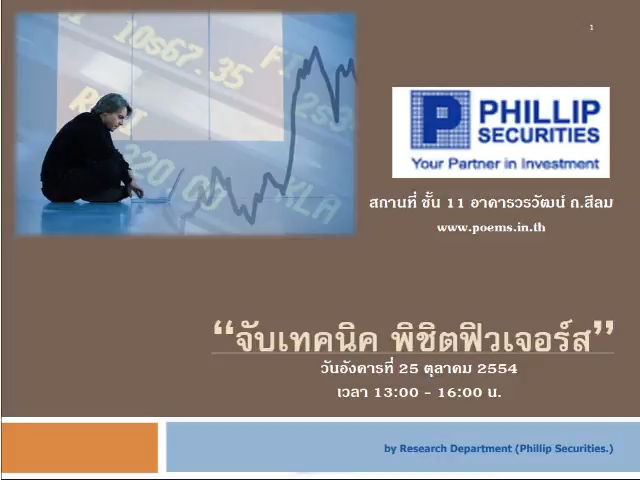 1
10s67.35
PHILLIP
SECURITIES
Your Partner in Investment
สถานที่ ชั้น 11 อาคารวรวัฒน์ ถ.สีลม
www.poems.in.th
“จับเทคนิค พิชิตฟิวเจอร์ส”
วันอังคารที่ 25 ตุลาคม 2554
เวลา 13:00 - 16:00 น.
by Research Department (Phillip Securities.)